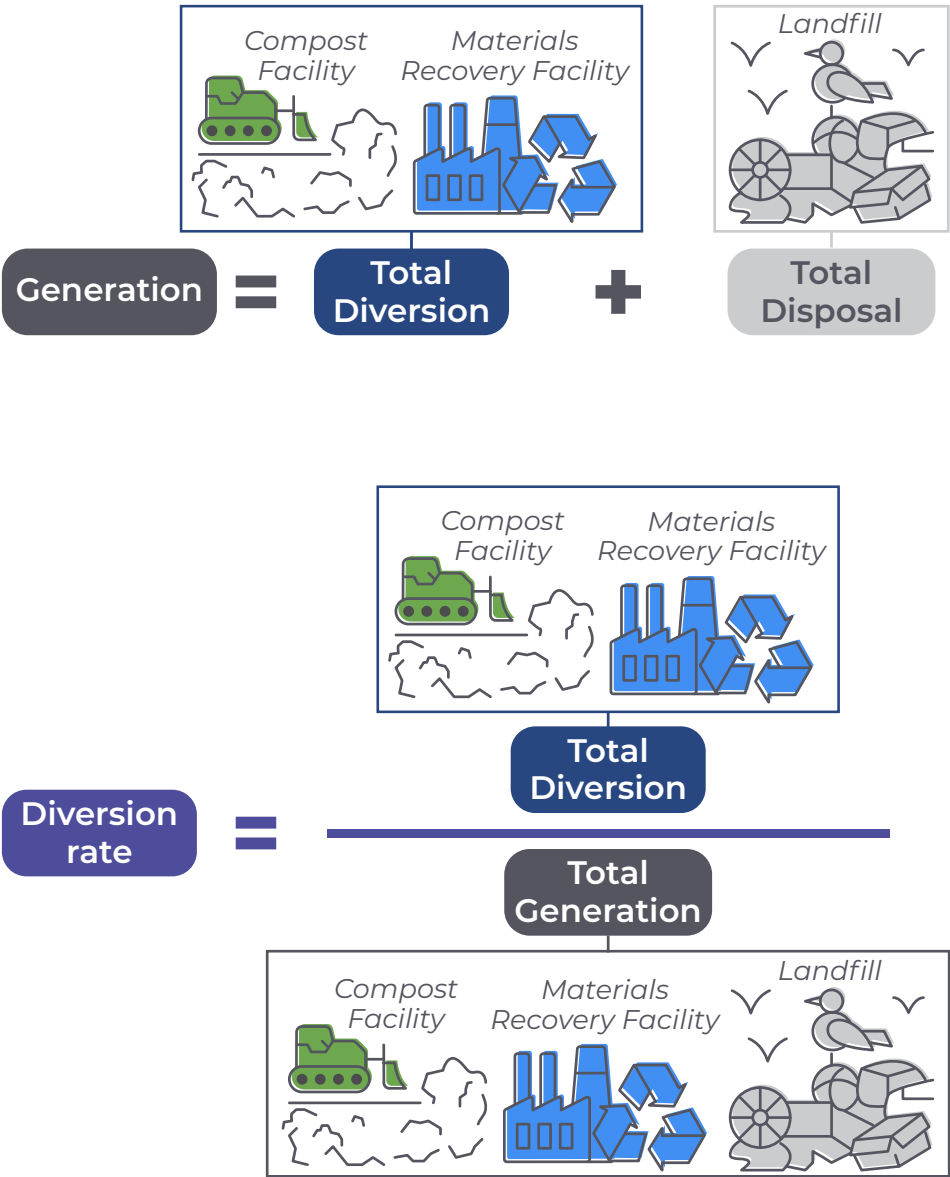 Compost
Facility
Materials
Recovery Facility
Landfill
Generation
=
Total
Diversion
+
Total
Disposal
Compost
Facility
Materials
Recovery Facility
Total
Diversion
Diversion
rate
=
Total
Generation
Compost
Facility
Materials
Recovery Facility
Landfill